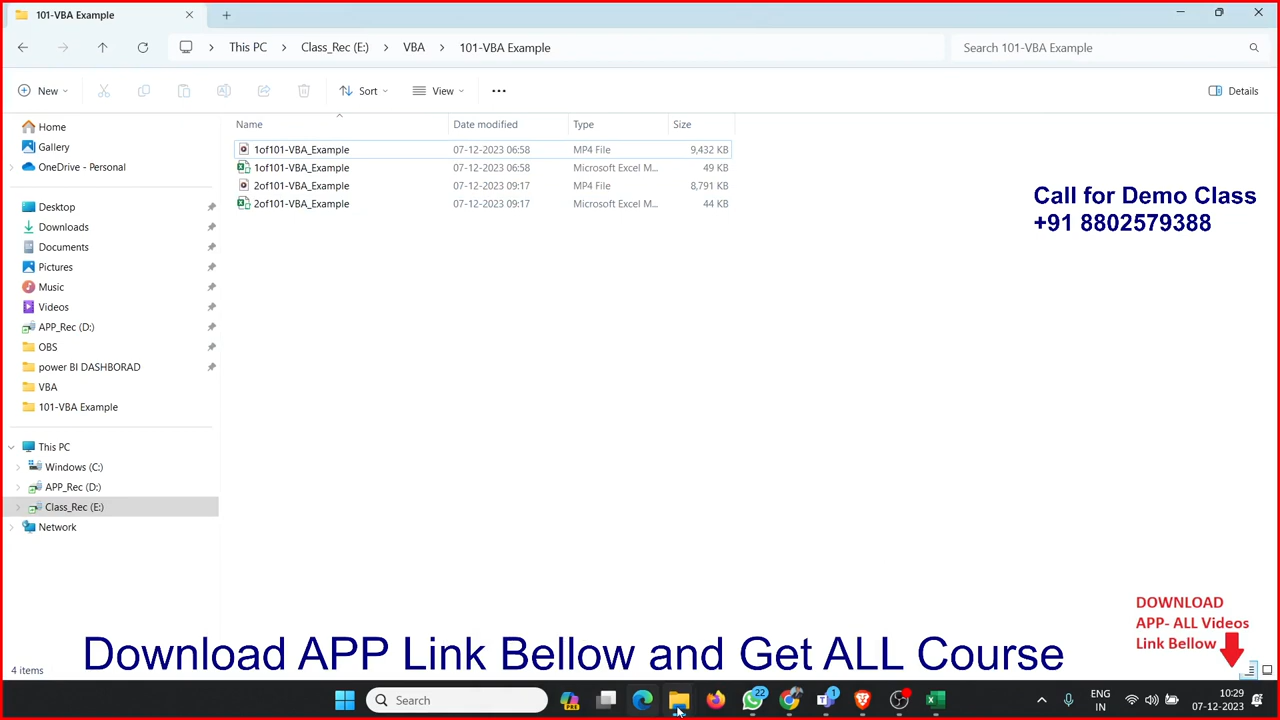 101-VBA Example
This PC > Class_Rec (E:) > VBA > 101-VBA Example
Search 101-VBA Example
New
Sort
View
Details
Name Date modified Type Size
1of101-VBA_Example 07-12-2023 06:58 MP4 File 9,432 KB
1of101-VBA_Example 07-12-2023 06:58 Microsoft Excel M... 49 KB
2of101-VBA_Example 07-12-2023 09:17 MP4 File 8,791 KB
2of101-VBA_Example 07-12-2023 09:17 Microsoft Excel M... 44 KB
Home
Gallery
OneDrive - Personal
Desktop
Downloads
Documents
Pictures
Music
Videos
APP_Rec (D:)
OBS
power BI DASHBORAD
VBA
101-VBA Example
This PC
Windows (C:)
APP_Rec (D:)
Class_Rec (E:)
Network
Call for Demo Class
+91 8802579388
DOWNLOAD
APP- ALL Videos
Link Bellow
Download APP Link Bellow and Get ALL Course
4 items
Search
PRE
22
1
ENG
IN
10:29
07-12-2023